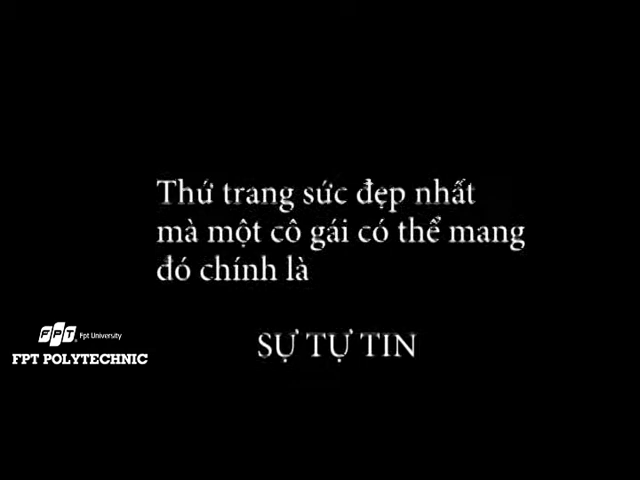 Thứ trang sức đẹp nhất
mà một cô gái có thể mang
đó chính là
SỰ TỰ TIN
FPT Fpt University
FPT POLYTECHNIC